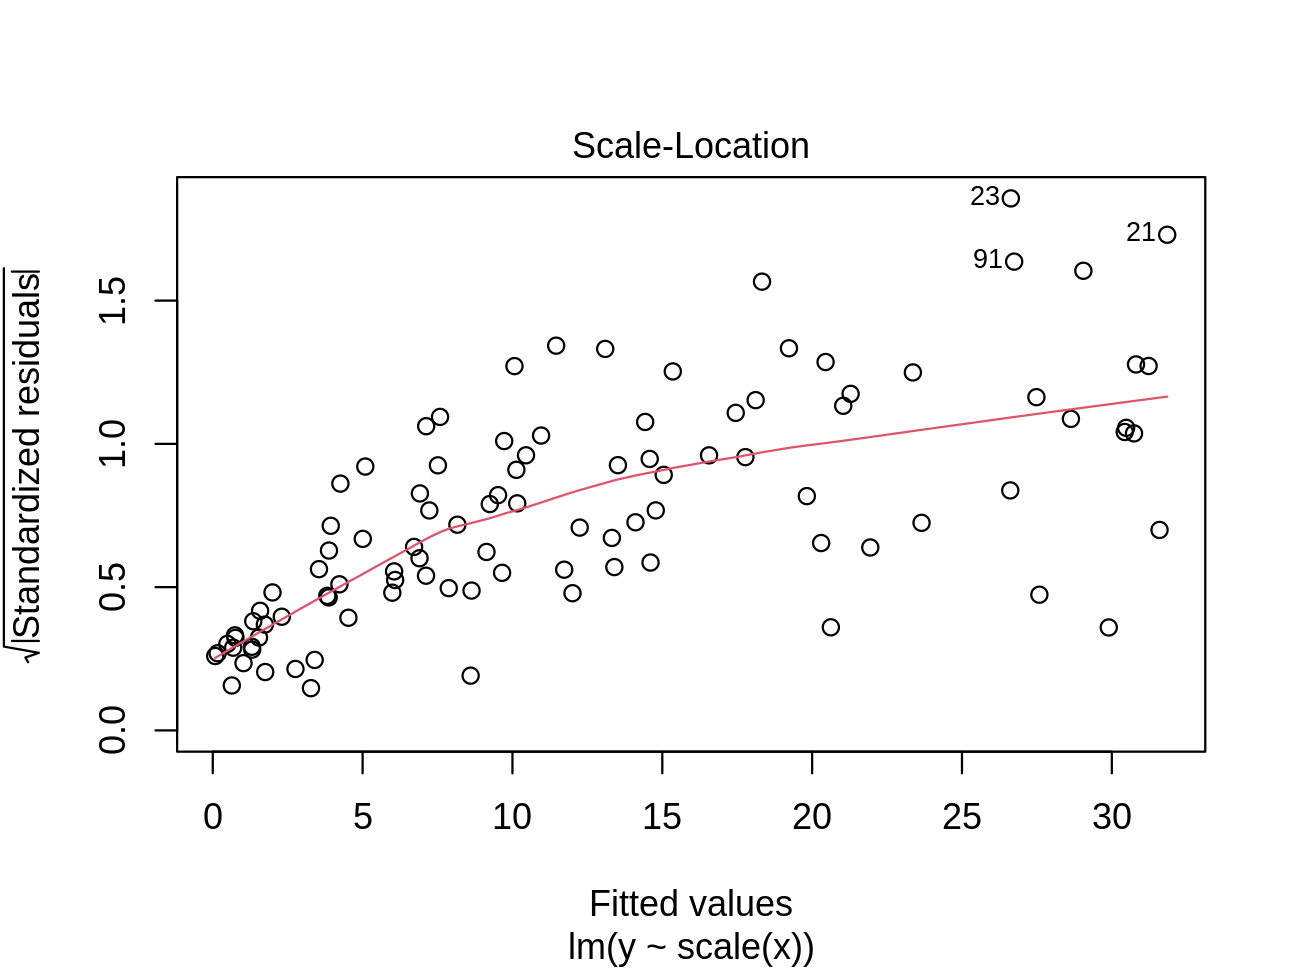 Scale-Location
√|Standardized residuals|
0.0
0.5
1.0
1.5
23
21
91
0 5 10 15 20 25 30
Fitted values
lm(y ~ scale(x))